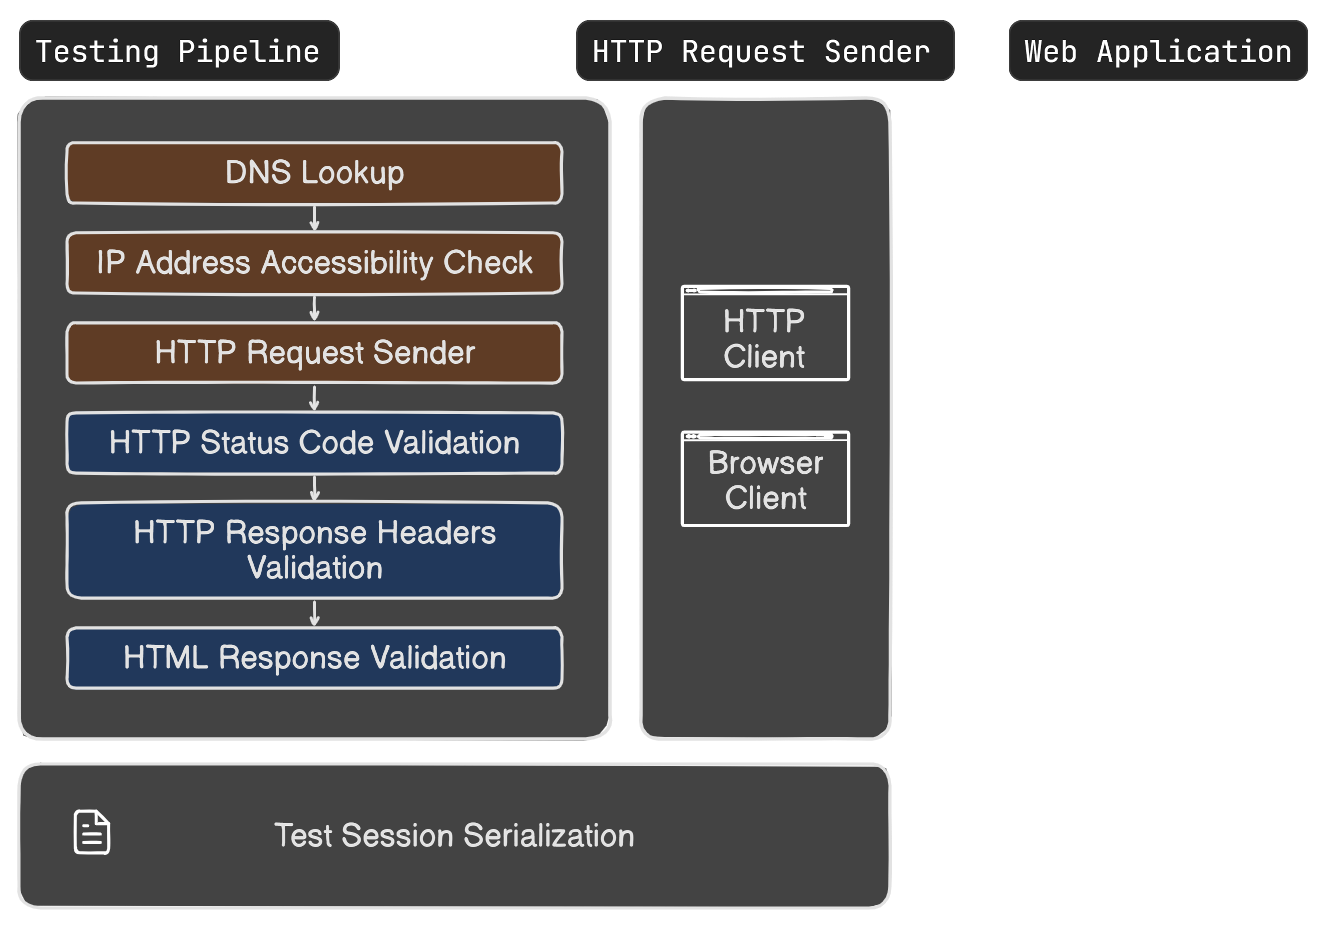 Testing Pipeline
HTTP Request Sender
Web Application
DNS Lookup
IP Address Accessibility Check
HTTP Request Sender
HTTP Status Code Validation
HTTP Response Headers
Validation
HTML Response Validation
HTTP
Client
Browser
Client
Test Session Serialization